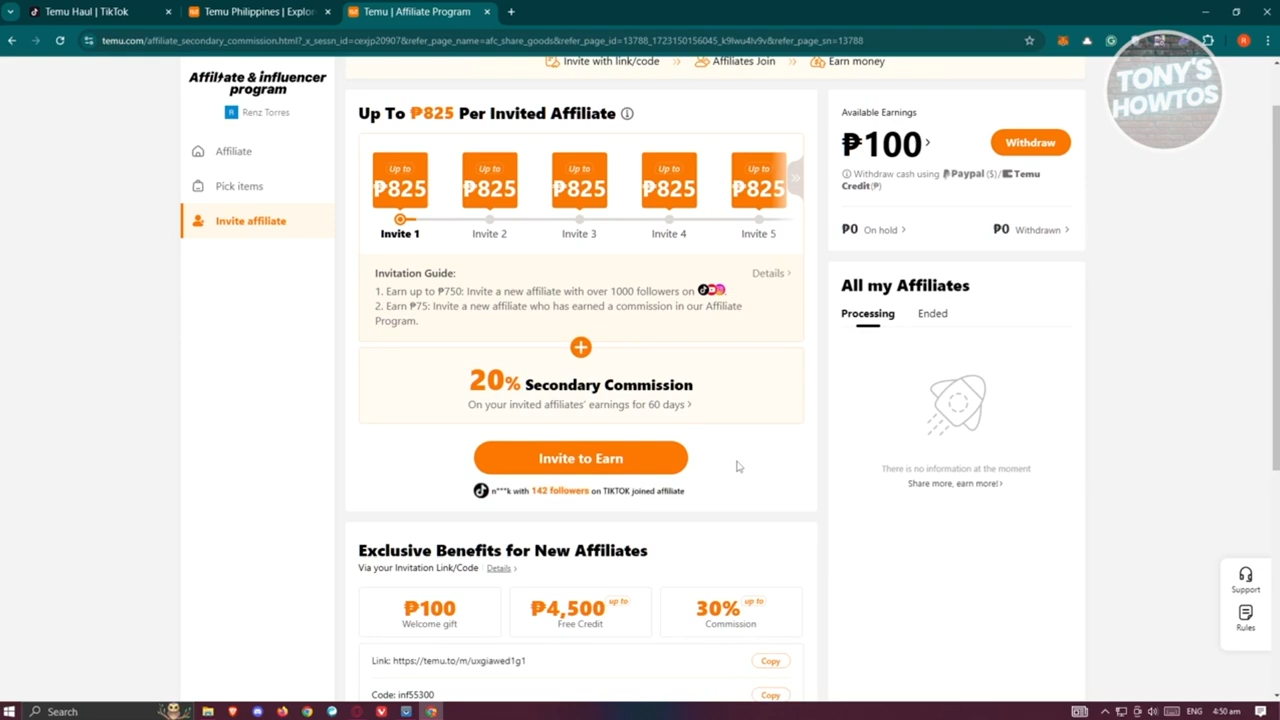 Temu Haul | TikTok
Temu Philippines | Explor
Temu | Affiliate Program
temu.com/affiliate_secondary_commission.html?_x_sessn_id=cexjp20907&refer_page_name=afc_share_goods&refer_page_id=13788_1723150156045_k9lwu4lv9v&refer_page_sn=13788
TONY'S
HOWTOS
Affiliate & influencer
program
R Renz Torres
Affiliate
Pick items
Invite affiliate
Invite with link/code
Affiliates Join
Earn money
Up To ₱825 Per Invited Affiliate
Up to
₱825
Up to
₱825
Up to
₱825
Up to
₱825
Up to
₱825
Invite 1
Invite 2
Invite 3
Invite 4
Invite 5
Invitation Guide:
Details
1. Earn up to ₱750: Invite a new affiliate with over 1000 followers on
2. Earn ₱75: Invite a new affiliate who has earned a commission in our Affiliate
Program.
20% Secondary Commission
On your invited affiliates' earnings for 60 days
Invite to Earn
n***k with 142 followers on TIKTOK joined affiliate
Exclusive Benefits for New Affiliates
Via your Invitation Link/Code
Details
₱100
Welcome gift
₱4,500 up to
Free Credit
30% up to
Commission
Link: https://temu.to/m/uxgiawed1g1
Copy
Code: inf55300
Copy
Available Earnings
₱100
Withdraw
Withdraw cash using Paypal ($)/ Temu
Credit(₱)
₱0 On hold
₱0 Withdrawn
All my Affiliates
Processing
Ended
There is no information at the moment
Share more, earn more!
Support
Rules
Search
ENG
4:50 am